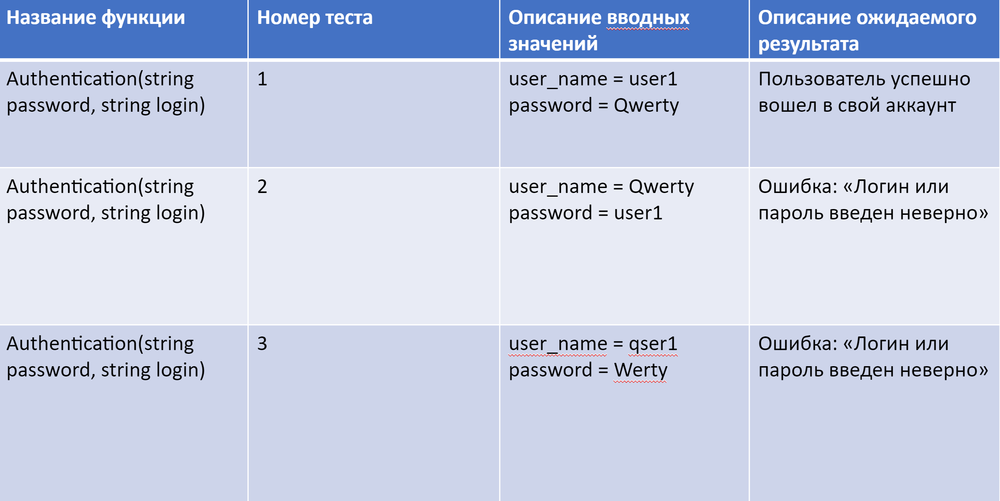 Название функции
Номер теста
Описание вводных
значений
Описание ожидаемого
результата
Authentication(string
password, string login)
1
user_name = user1
password = Qwerty
Пользователь успешно
вошел в свой аккаунт
Authentication(string
password, string login)
2
user_name = Qwerty
password = user1
Ошибка: «Логин или
пароль введен неверно»
Authentication(string
password, string login)
3
user_name = qser1
password = Werty
Ошибка: «Логин или
пароль введен неверно»